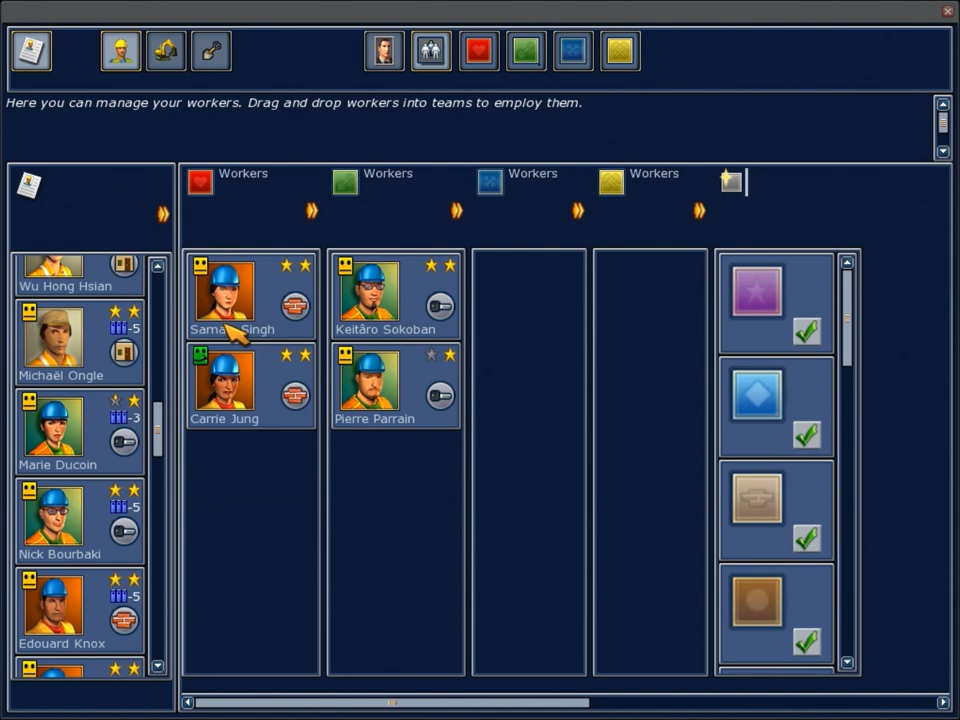 Here you can manage your workers. Drag and drop workers into teams to employ them.
Workers
Workers
Workers
Workers
Wu Hong Hsian
-5
Michaël Ongle
-3
Marie Ducoin
-5
Nick Bourbaki
-5
Edouard Knox
Singh
Carrie Jung
Keitåro Sokoban
Pierre Parrain